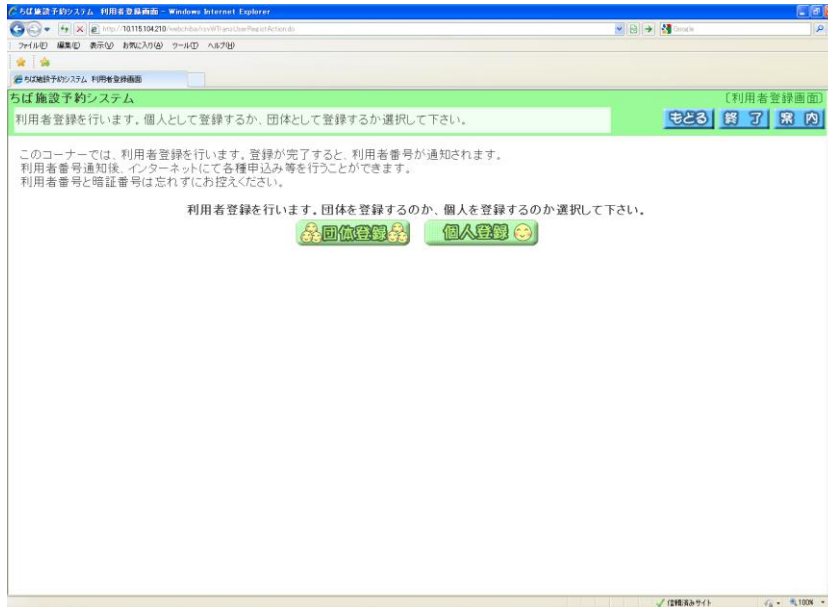 ちば施設予約システム 利用者登録画面 - Windows Internet Explorer
http://10.115.104.210/webchiba/rsvWTransUserRegistAction.do
Google
ファイル(F) 編集(E) 表示(V) お気に入り(A) ツール(T) ヘルプ(H)
ちば施設予約システム 利用者登録画面
ちば施設予約システム
〔利用者登録画面〕
利用者登録を行います。個人として登録するか、団体として登録するか選択して下さい。
もどる 終了 案内
このコーナーでは、利用者登録を行います。登録が完了すると、利用者番号が通知されます。
利用者番号通知後、インターネットにて各種申込み等を行うことができます。
利用者番号と暗証番号は忘れずにお控えください。
利用者登録を行います。団体を登録するのか、個人を登録するのか選択して下さい。
団体登録 個人登録
信頼済みサイト 100%